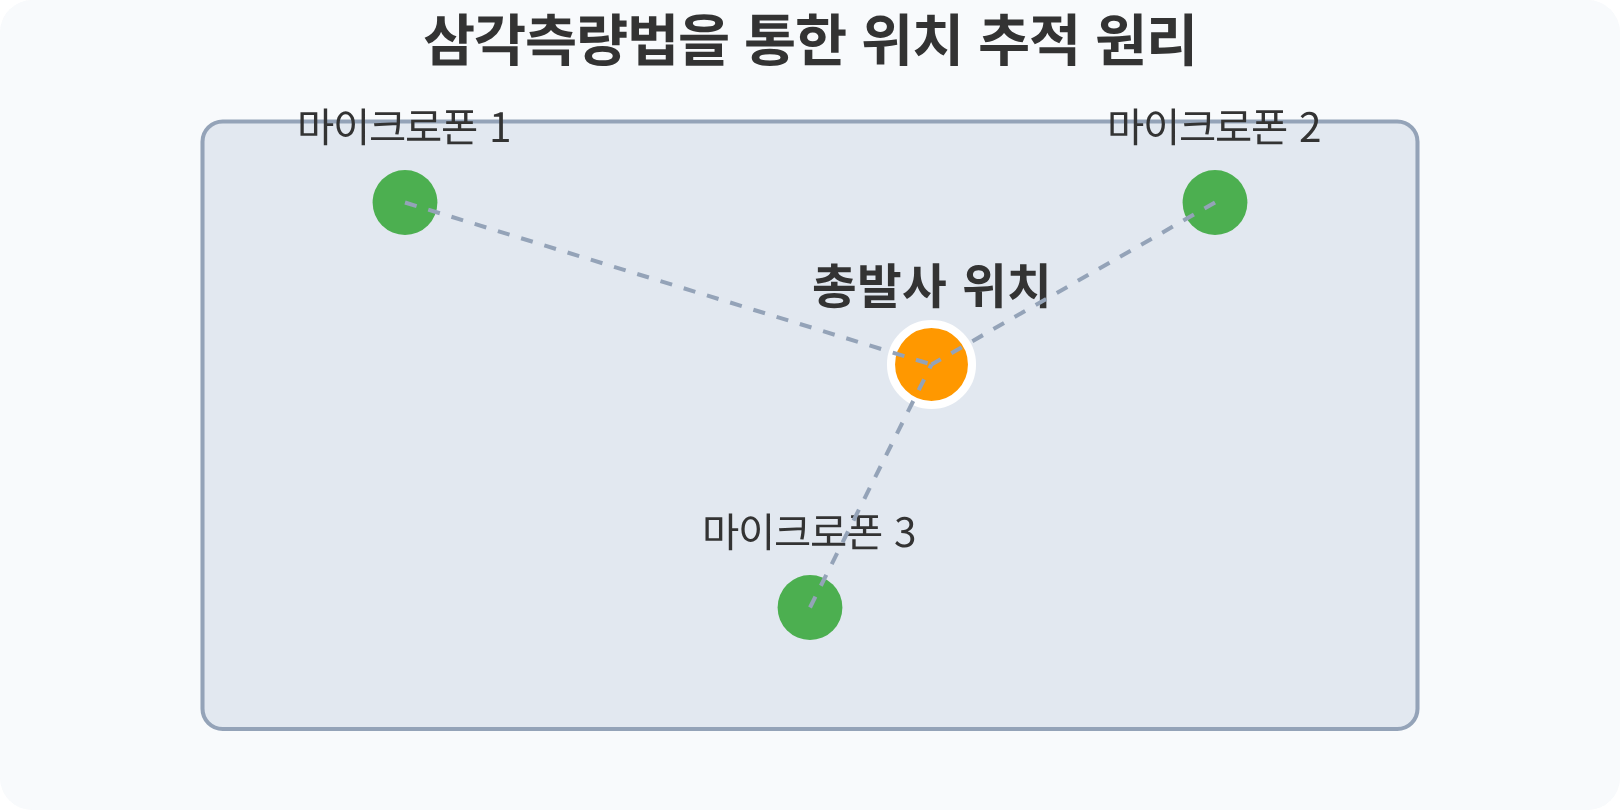 삼각측량법을 통한 위치 추적 원리
마이크로폰 1
마이크로폰 2
총발사 위치
마이크로폰 3